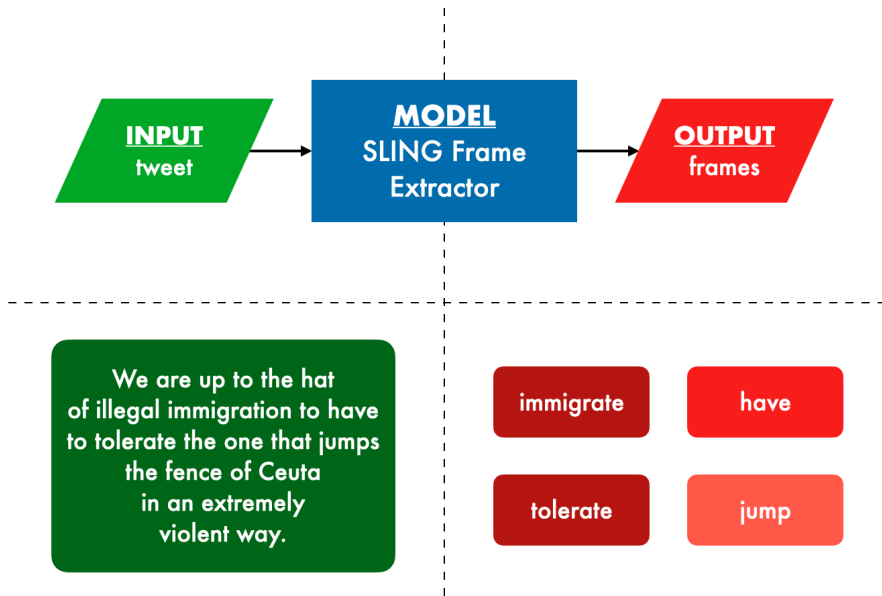 INPUT
tweet
MODEL
SLING Frame
Extractor
OUTPUT
frames
We are up to the hat
of illegal immigration to have
to tolerate the one that jumps
the fence of Ceuta
in an extremely
violent way.
immigrate
have
tolerate
jump